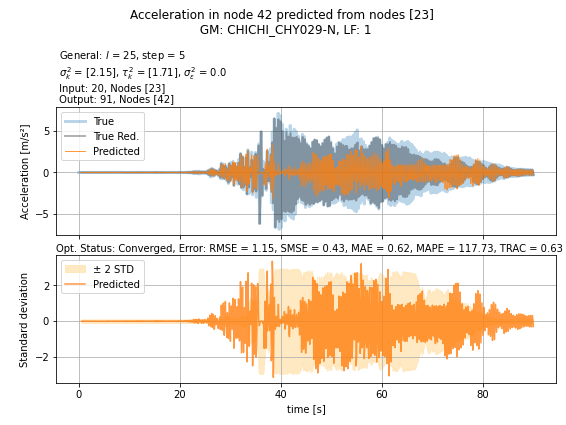 Acceleration in node 42 predicted from nodes [23]
GM: CHICHI_CHY029-N, LF: 1
General: l = 25, step = 5
σ²ₖ = [2.15], τ²ₖ = [1.71], σ²_ε = 0.0
Input: 20, Nodes [23]
Output: 91, Nodes [42]
True
True Red.
Predicted
Acceleration [m/s²]
5
0
−5
Opt. Status: Converged, Error: RMSE = 1.15, SMSE = 0.43, MAE = 0.62, MAPE = 117.73, TRAC = 0.63
± 2 STD
Predicted
Standard deviation
2
0
−2
0 20 40 60 80
time [s]